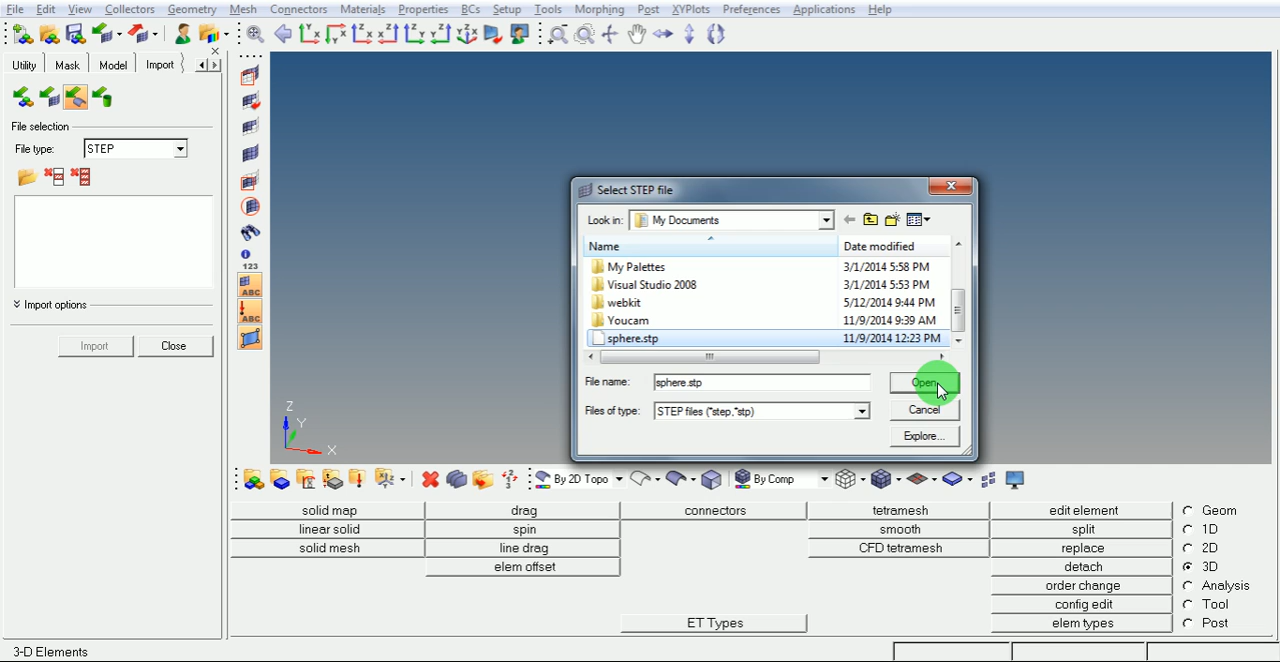 File Edit View Collectors Geometry Mesh Connectors Materials Properties BCs Setup Tools Morphing Post XYPlots Preferences Applications Help
Utility Mask Model Import
File selection
File type: STEP
Import options
Import Close
123
ABC
ABC
Z
Y
X
Select STEP file
Look in: My Documents
Name Date modified
My Palettes 3/1/2014 5:58 PM
Visual Studio 2008 3/1/2014 5:53 PM
webkit 5/12/2014 9:44 PM
Youcam 11/9/2014 9:39 AM
sphere.stp 11/9/2014 12:23 PM
File name: sphere.stp Open
Files of type: STEP files (*step,*stp) Cancel
Explore...
By 2D Topo By Comp
solid map drag connectors tetramesh edit element Geom
linear solid spin smooth split 1D
solid mesh line drag CFD tetramesh replace 2D
elem offset detach 3D
order change Analysis
config edit Tool
ET Types elem types Post
3-D Elements